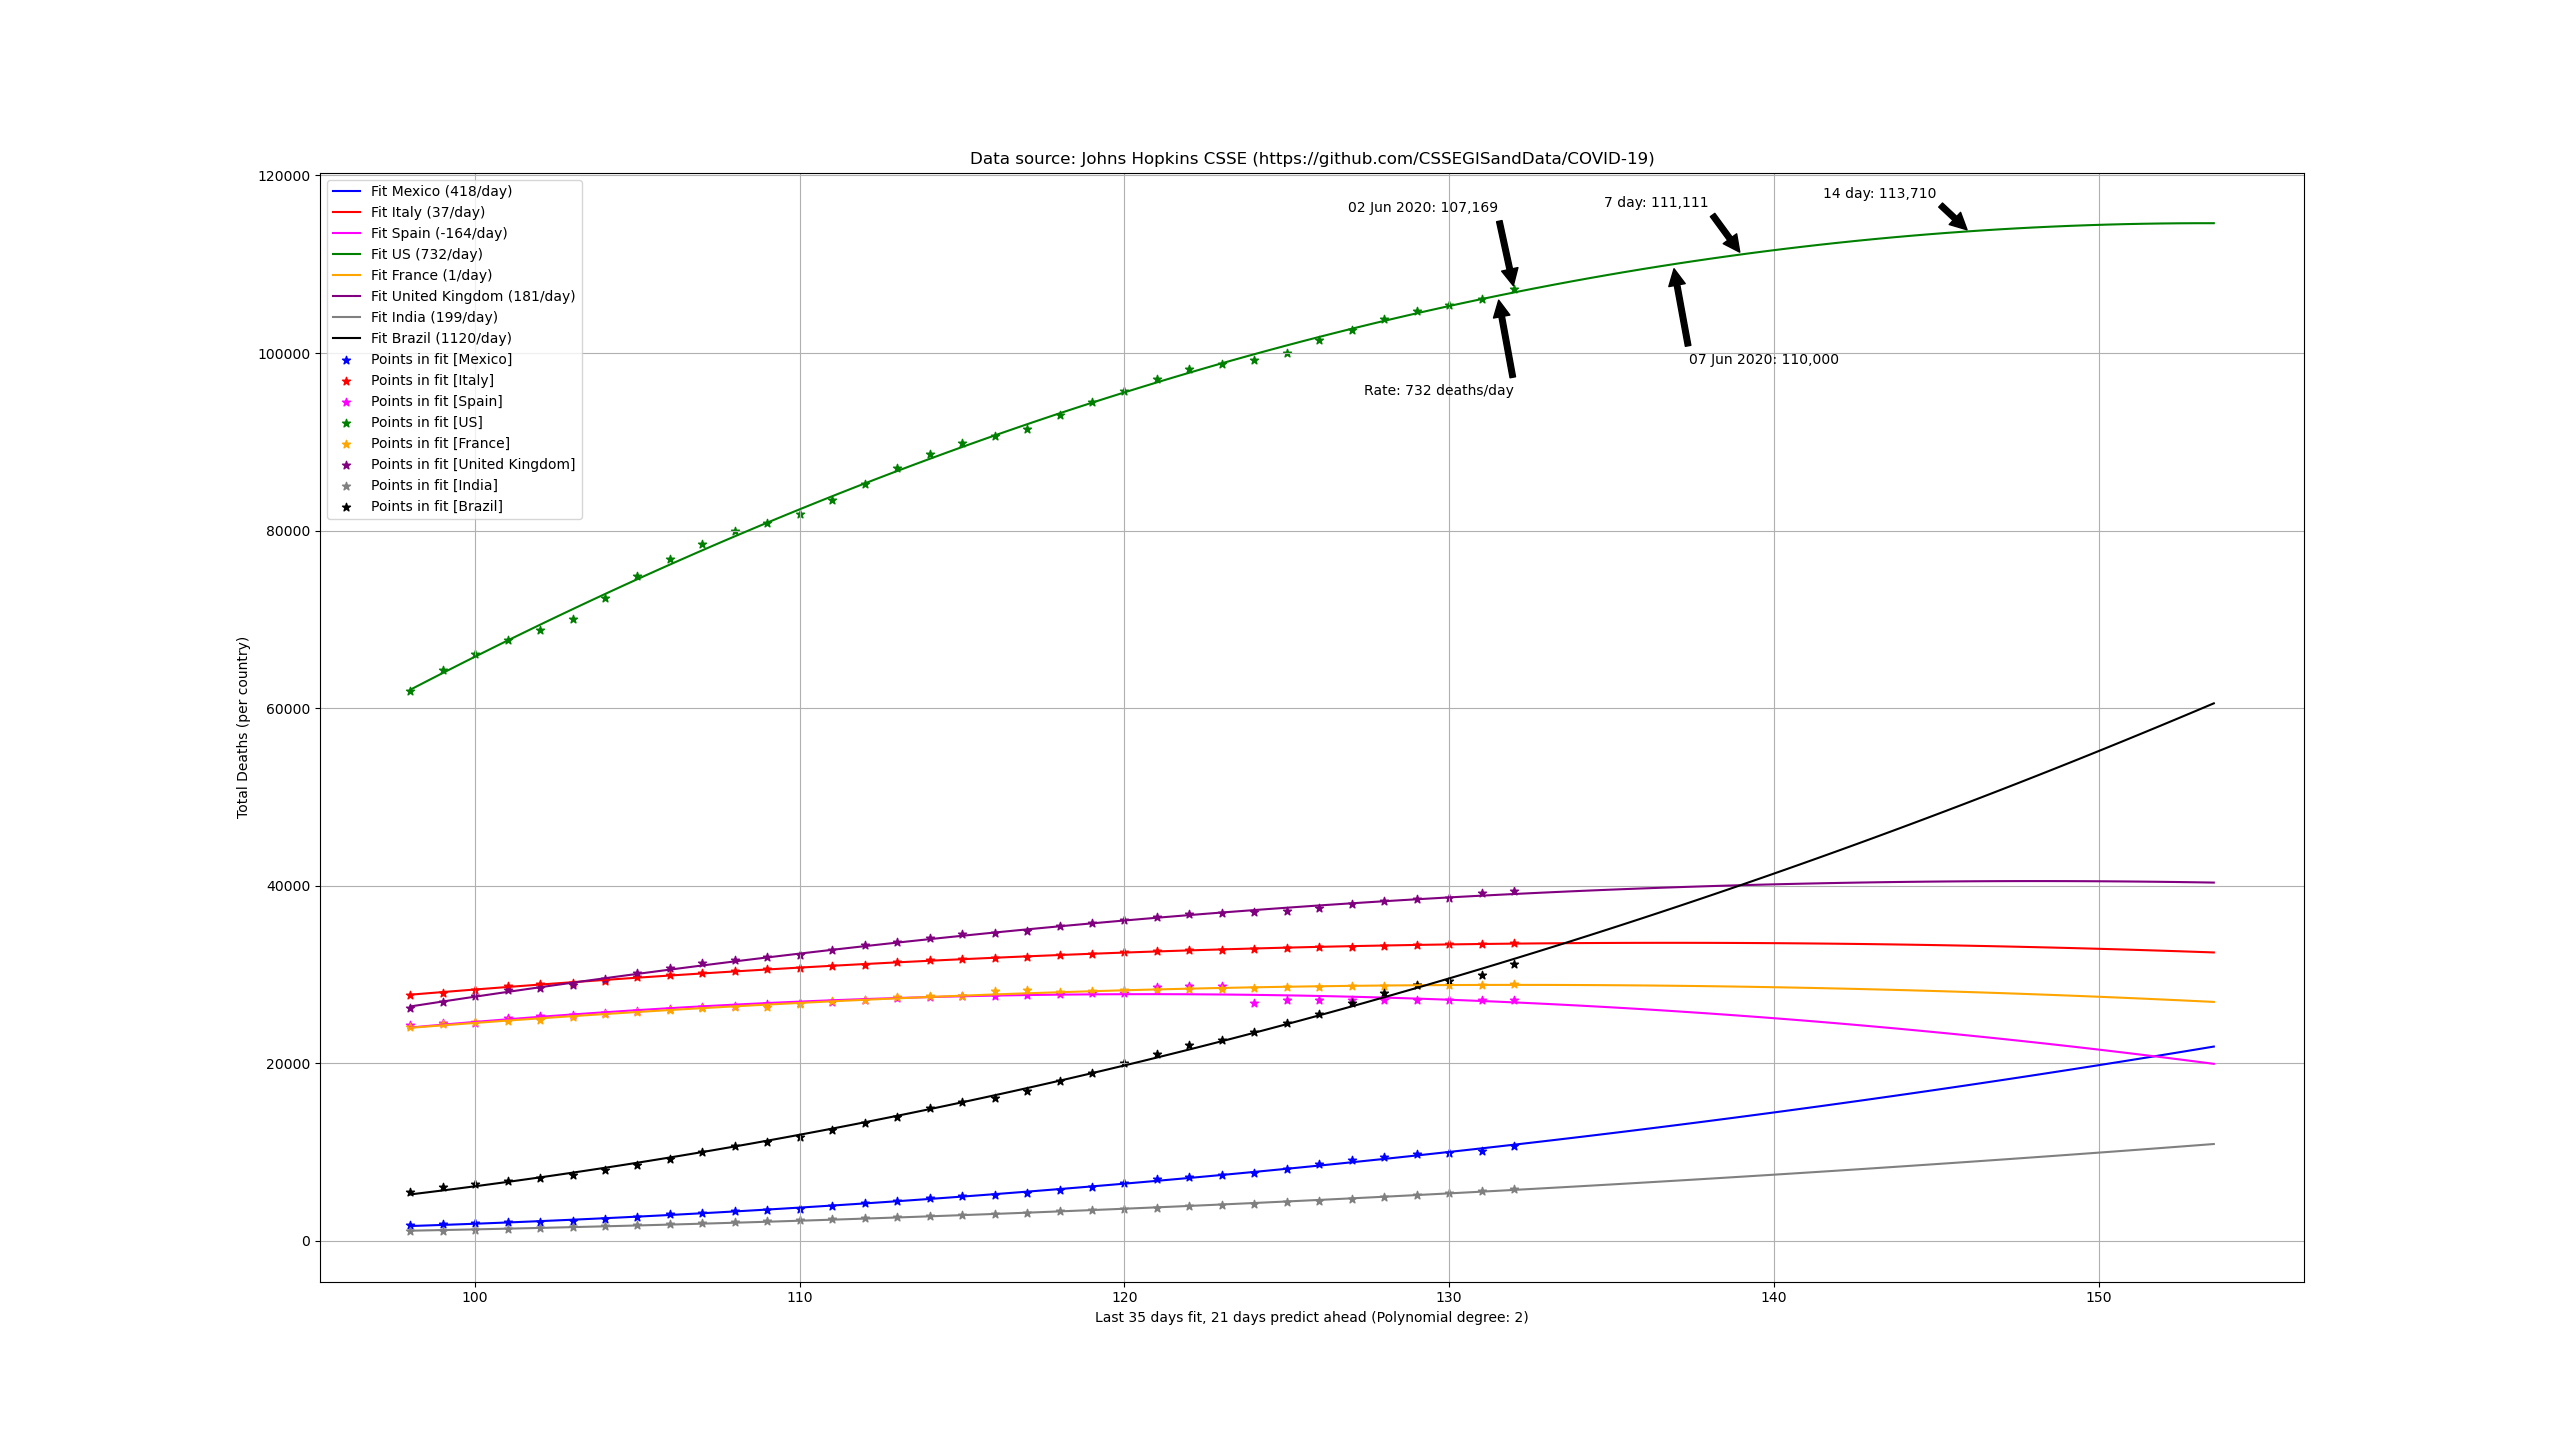 Data source: Johns Hopkins CSSE (https://github.com/CSSEGISandData/COVID-19)
120000
100000
80000
60000
40000
20000
0
Total Deaths (per country)
Fit Mexico (418/day)
Fit Italy (37/day)
Fit Spain (-164/day)
Fit US (732/day)
Fit France (1/day)
Fit United Kingdom (181/day)
Fit India (199/day)
Fit Brazil (1120/day)
Points in fit [Mexico]
Points in fit [Italy]
Points in fit [Spain]
Points in fit [US]
Points in fit [France]
Points in fit [United Kingdom]
Points in fit [India]
Points in fit [Brazil]
02 Jun 2020: 107,169
7 day: 111,111
14 day: 113,710
07 Jun 2020: 110,000
Rate: 732 deaths/day
100 110 120 130 140 150
Last 35 days fit, 21 days predict ahead (Polynomial degree: 2)